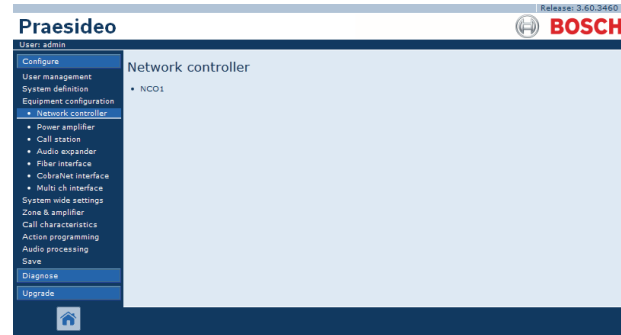 Release: 3.60.3460
Praesideo
BOSCH
User: admin
Configure
User management
System definition
Equipment configuration
• Network controller
• Power amplifier
• Call station
• Audio expander
• Fiber interface
• CobraNet interface
• Multi ch interface
System wide settings
Zone & amplifier
Call characteristics
Action programming
Audio processing
Save
Diagnose
Upgrade
Network controller
• NCO1